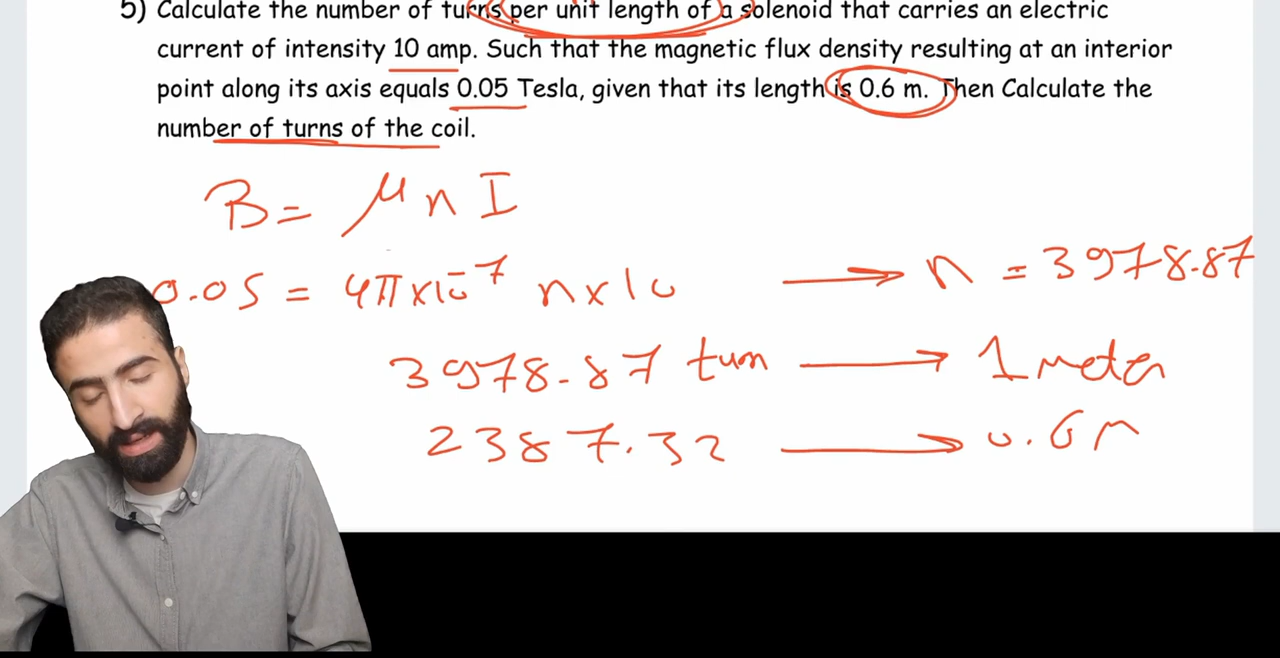 5) Calculate the number of turns per unit length of a solenoid that carries an electric
current of intensity 10 amp. Such that the magnetic flux density resulting at an interior
point along its axis equals 0.05 Tesla, given that its length is 0.6 m. Then Calculate the
number of turns of the coil.
B = μ n I
0.05 = 4π×10⁻⁷ n×10 → n = 3978.87
3978.87 turn → 1 meter
2387.32 → 0.6 m